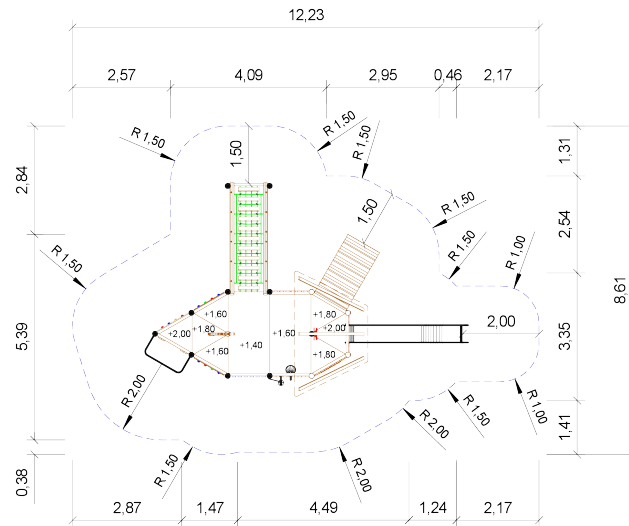 12,23
2,57 4,09 2,95 0,46 2,17
R 1,50
R 1,50
R 1,50
1,50
1,31
2,84
1,50
R 1,50
2,54
R 1,50
R 1,50
R 1,00
8,61
+1,60
+1,80
+1,80
+2,00
+1,60
+2,00
2,00
5,39
+1,60
+1,40
+1,80
3,35
R 2,00
R 2,00
R 1,50
R 1,00
1,41
R 1,50
R 2,00
0,38
2,87 1,47 4,49 1,24 2,17